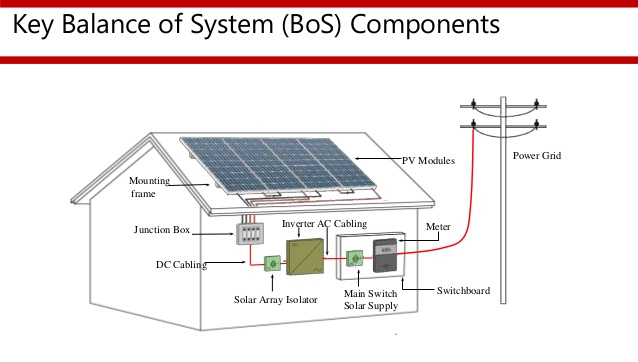 Key Balance of System (BoS) Components
PV Modules
Power Grid
Mounting
frame
Junction Box
Inverter AC Cabling
Meter
DC Cabling
kWh
Solar Array Isolator
Main Switch
Solar Supply
Switchboard